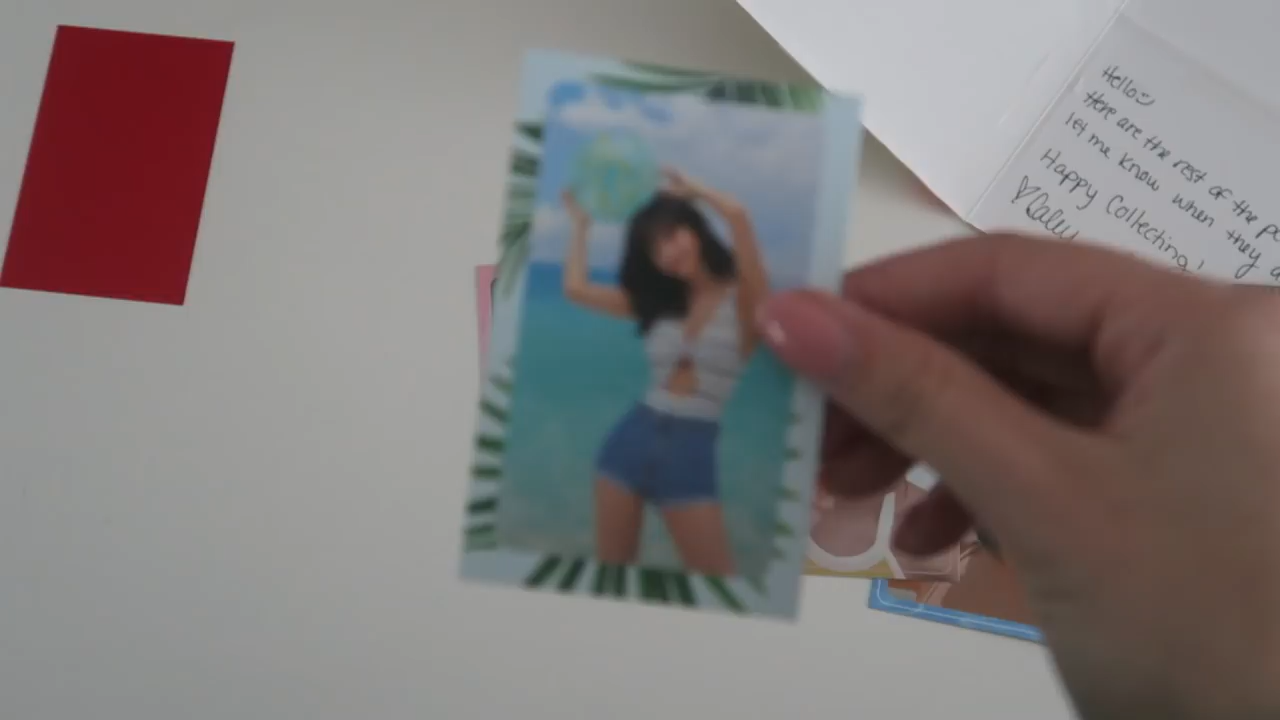 Hello
Here are the rest of the
let me know when they
Happy Collecting!